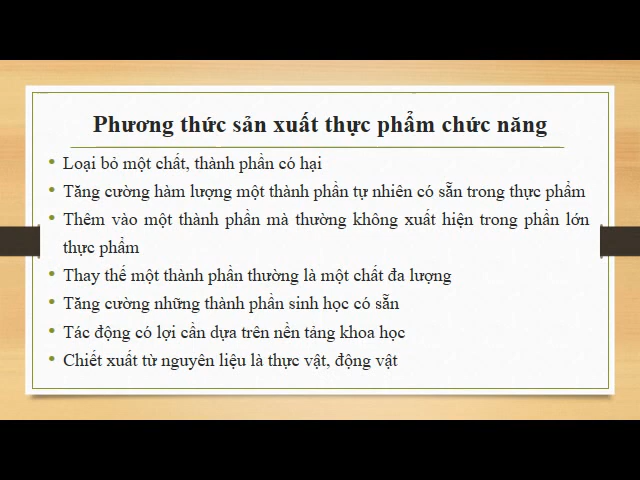 Phương thức sản xuất thực phẩm chức năng
• Loại bỏ một chất, thành phần có hại
• Tăng cường hàm lượng một thành phần tự nhiên có sẵn trong thực phẩm
• Thêm vào một thành phần mà thường không xuất hiện trong phần lớn
thực phẩm
• Thay thế một thành phần thường là một chất đa lượng
• Tăng cường những thành phần sinh học có sẵn
• Tác động có lợi cần dựa trên nền tảng khoa học
• Chiết xuất từ nguyên liệu là thực vật, động vật